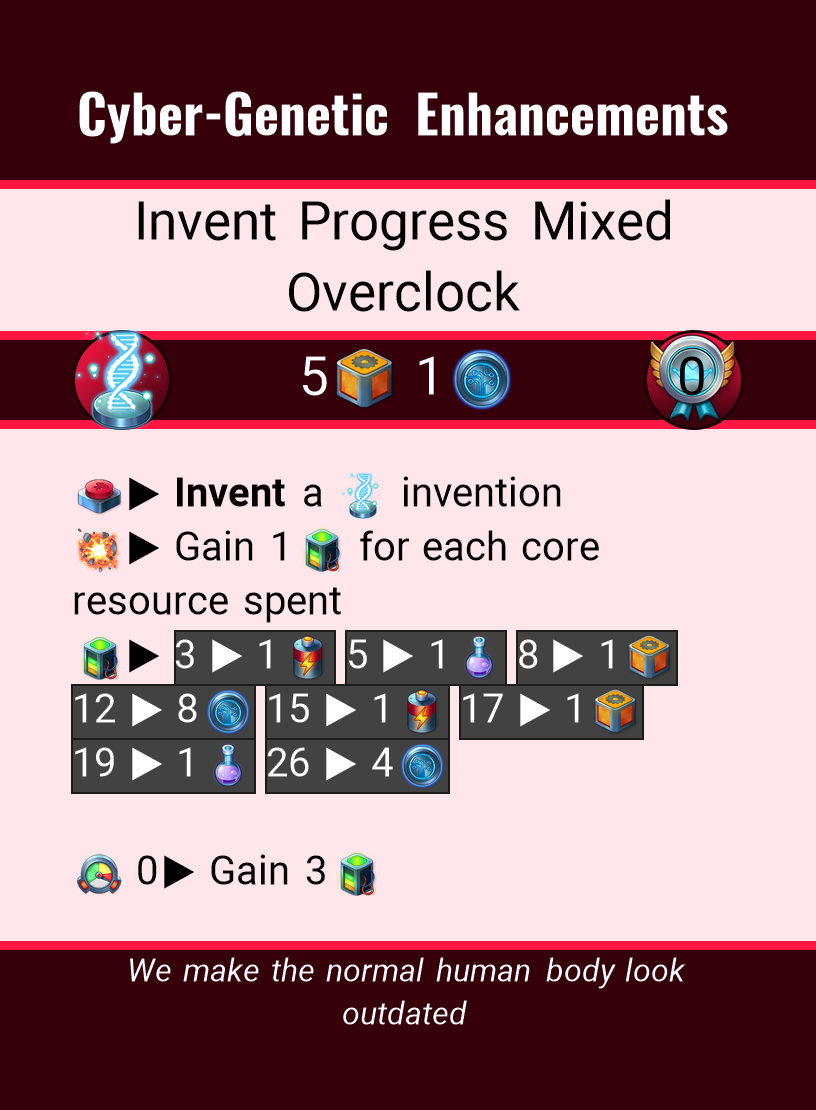 Cyber-Genetic Enhancements
Invent Progress Mixed
Overclock
5 1 0
▶ Invent a invention
▶ Gain 1 for each core
resource spent
▶ 3 ▶ 1 5 ▶ 1 8 ▶ 1
12 ▶ 8 15 ▶ 1 17 ▶ 1
19 ▶ 1 26 ▶ 4
0▶ Gain 3
We make the normal human body look
outdated